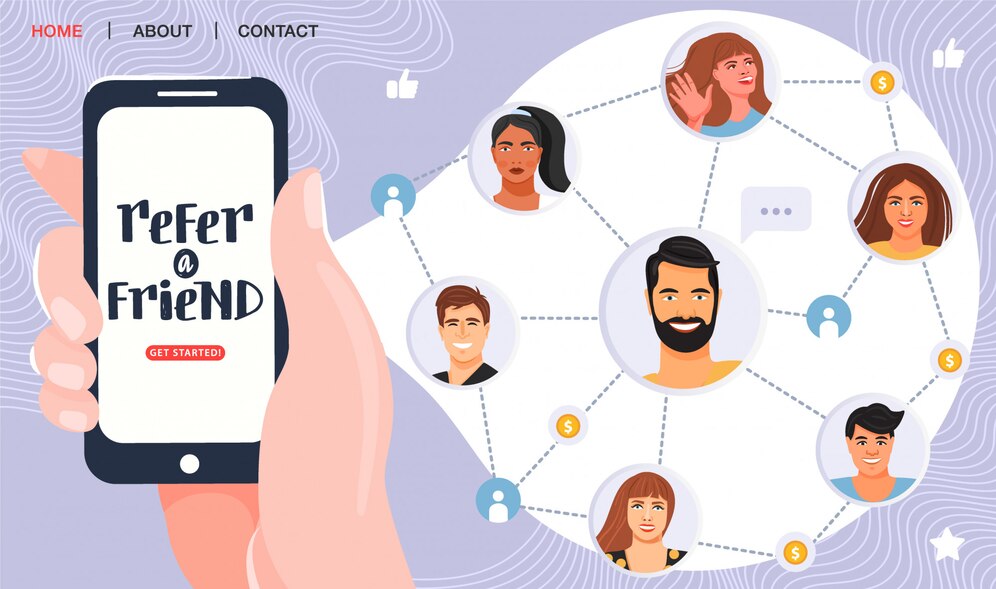 HOME | ABOUT | CONTACT
reFer
a
FrieND
GET STARTED!
$
$
$
$